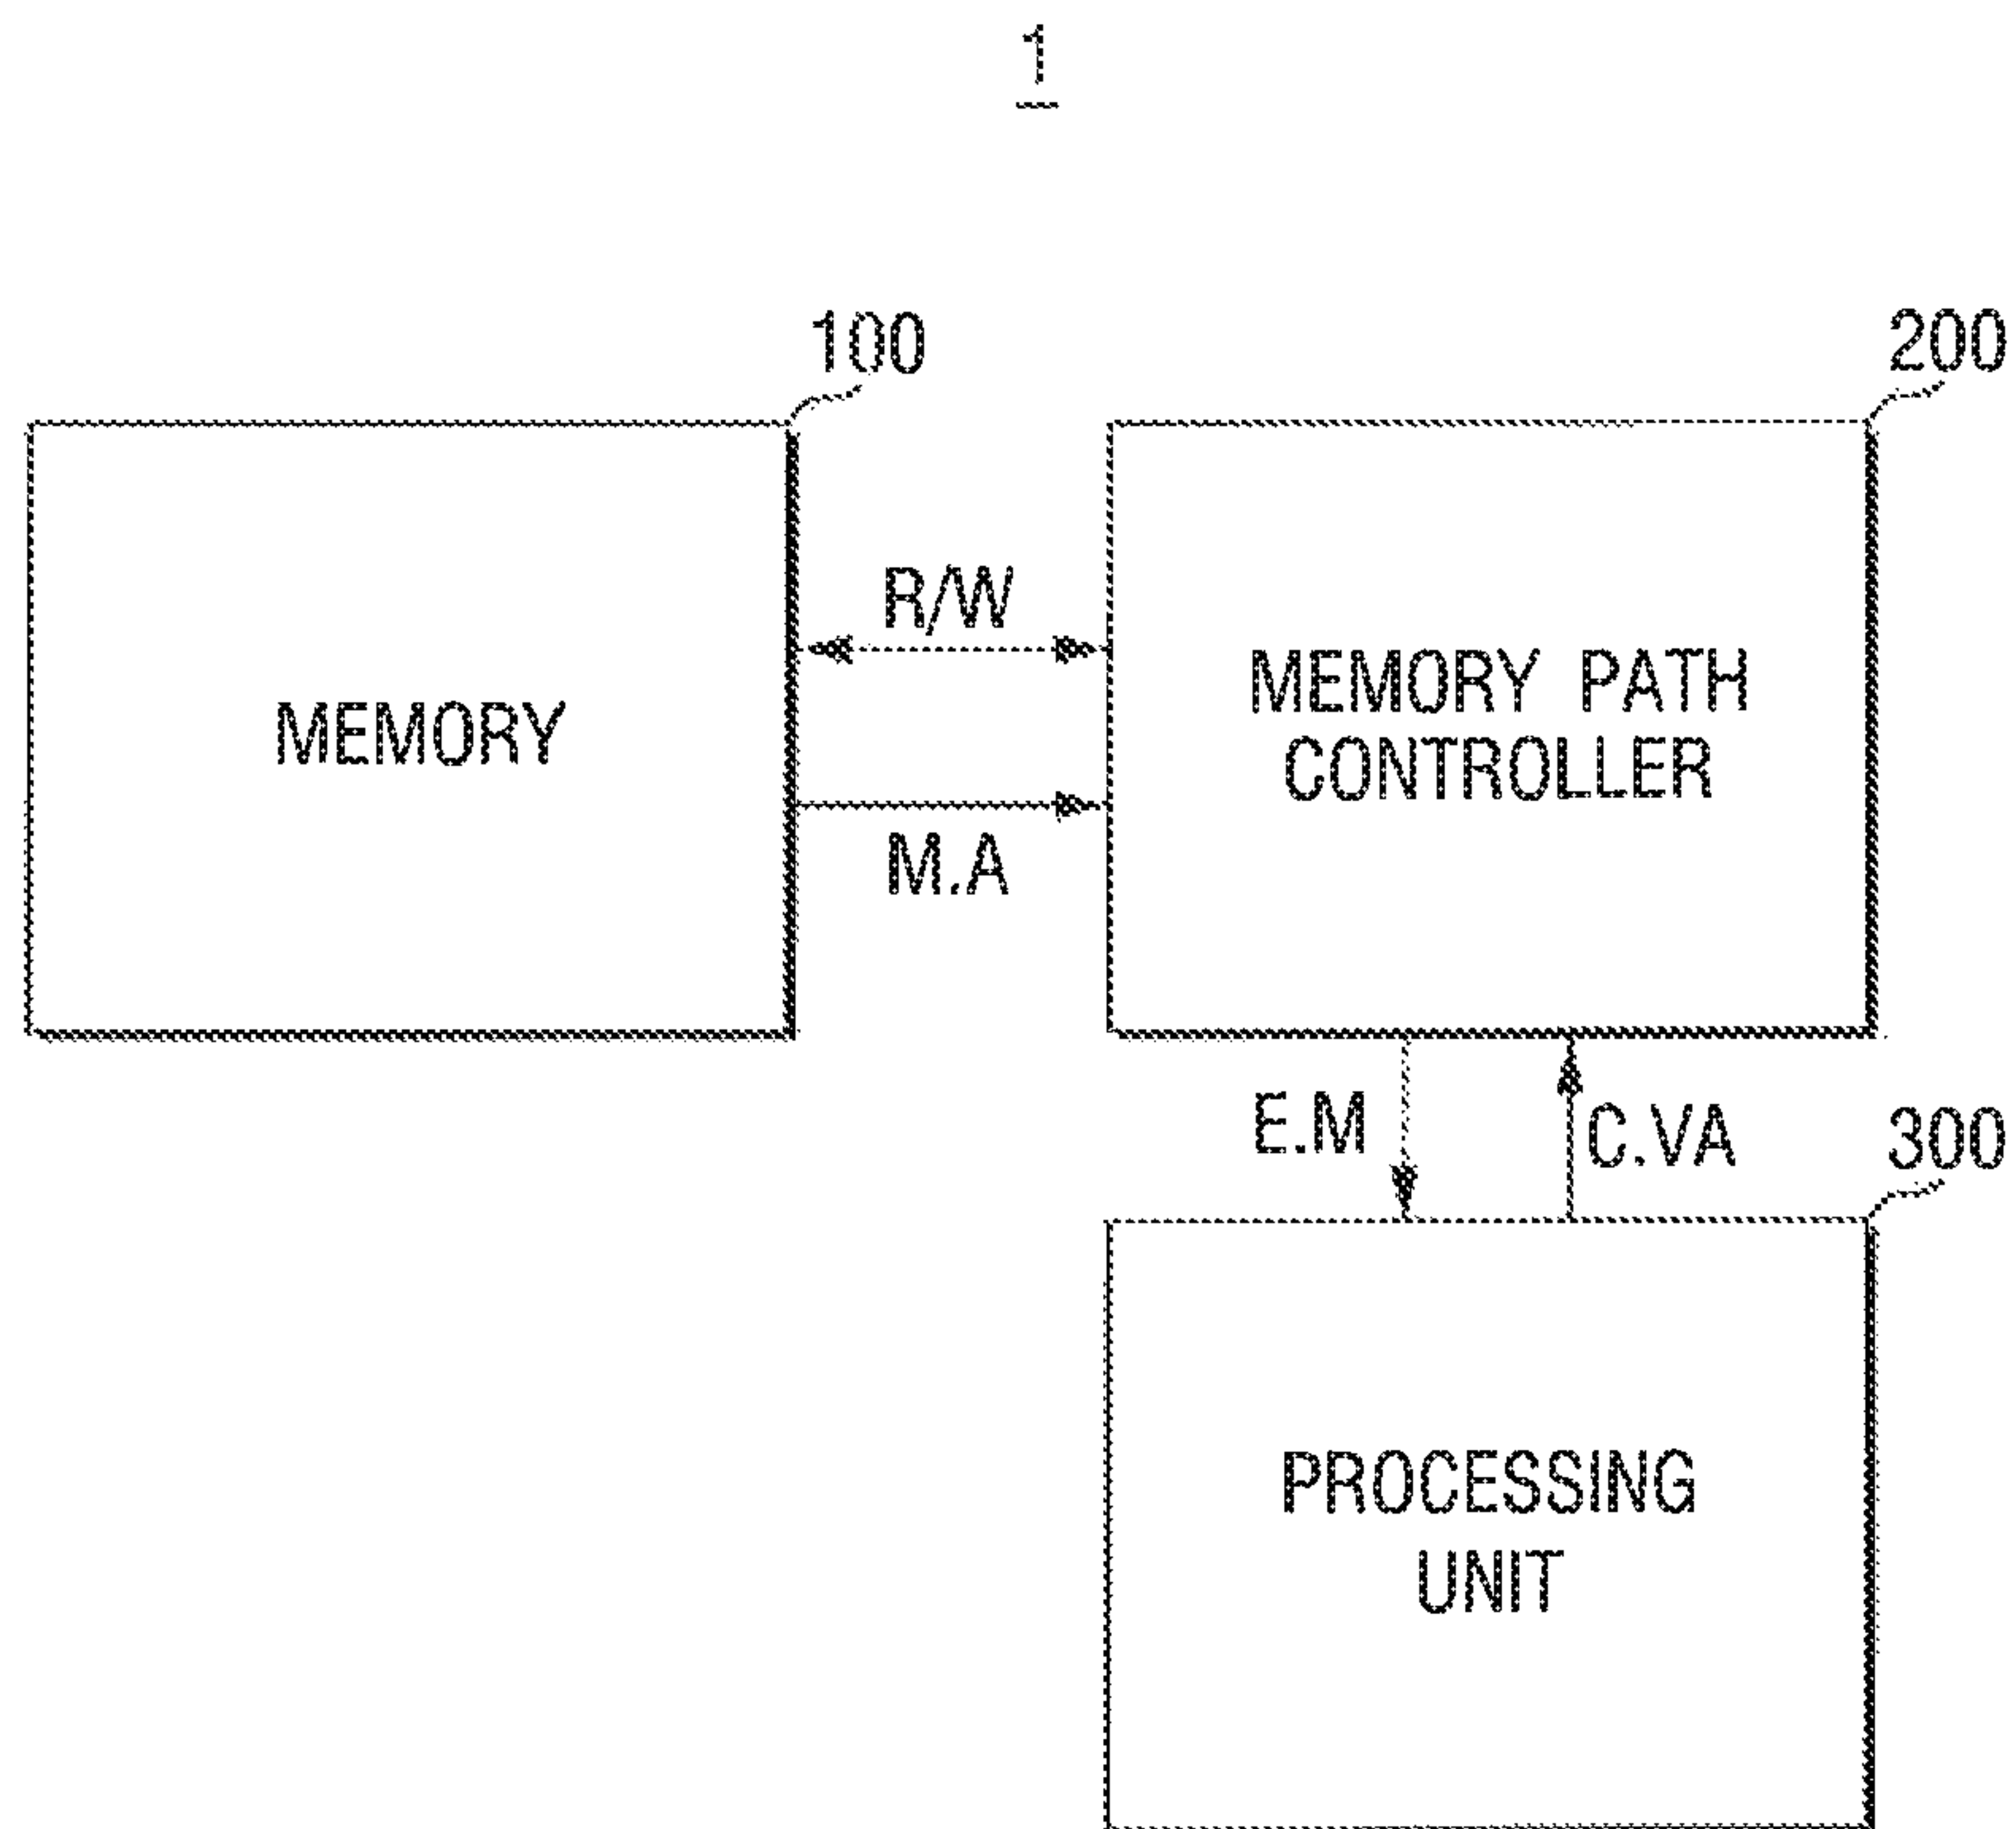 1
100
200
R/W
MEMORY
MEMORY PATH
CONTROLLER
M.A
E.M
C.VA
300
PROCESSING
UNIT